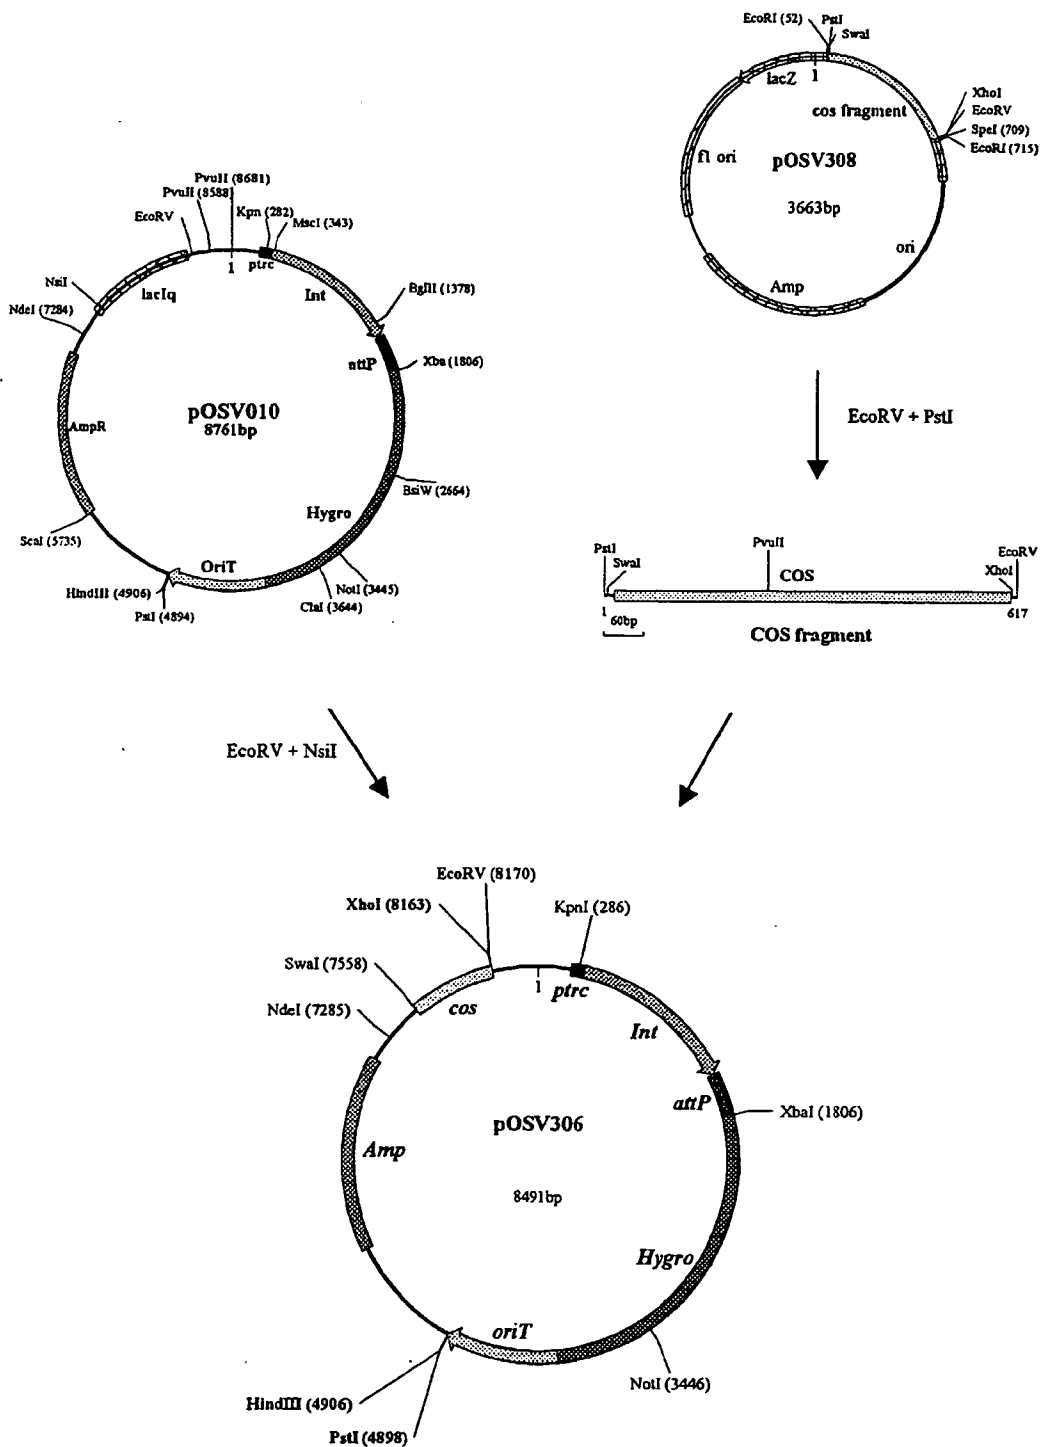 EcoRI (52)
PstI
SwaI
lacZ
1
cos fragment
XhoI
EcoRV
SpeI (709)
EcoRI (715)
f1 ori
pOSV308
3663bp
ori
Amp
PvuII (8681)
PvuII (8588)
EcoRV
Kpn (282)
MscI (343)
ptrc
1
NsiI
lacIq
Int
NdeI (7284)
BglII (1378)
attP
Xba (1806)
pOSV010
8761bp
AmpR
BsiW (2664)
Hygro
ScaI (5735)
OriT
HindIII (4906)
PstI (4894)
NotI (3445)
ClaI (3644)
EcoRV + PstI
PstI
SwaI
PvuII
COS
EcoRV
XhoI
1
60bp
617
COS fragment
EcoRV + NsiI
EcoRV (8170)
XhoI (8163)
KpnI (286)
SwaI (7558)
NdeI (7285)
cos
1
ptrc
Int
attP
XbaI (1806)
pOSV306
8491bp
Amp
Hygro
oriT
NotI (3446)
HindIII (4906)
PstI (4898)